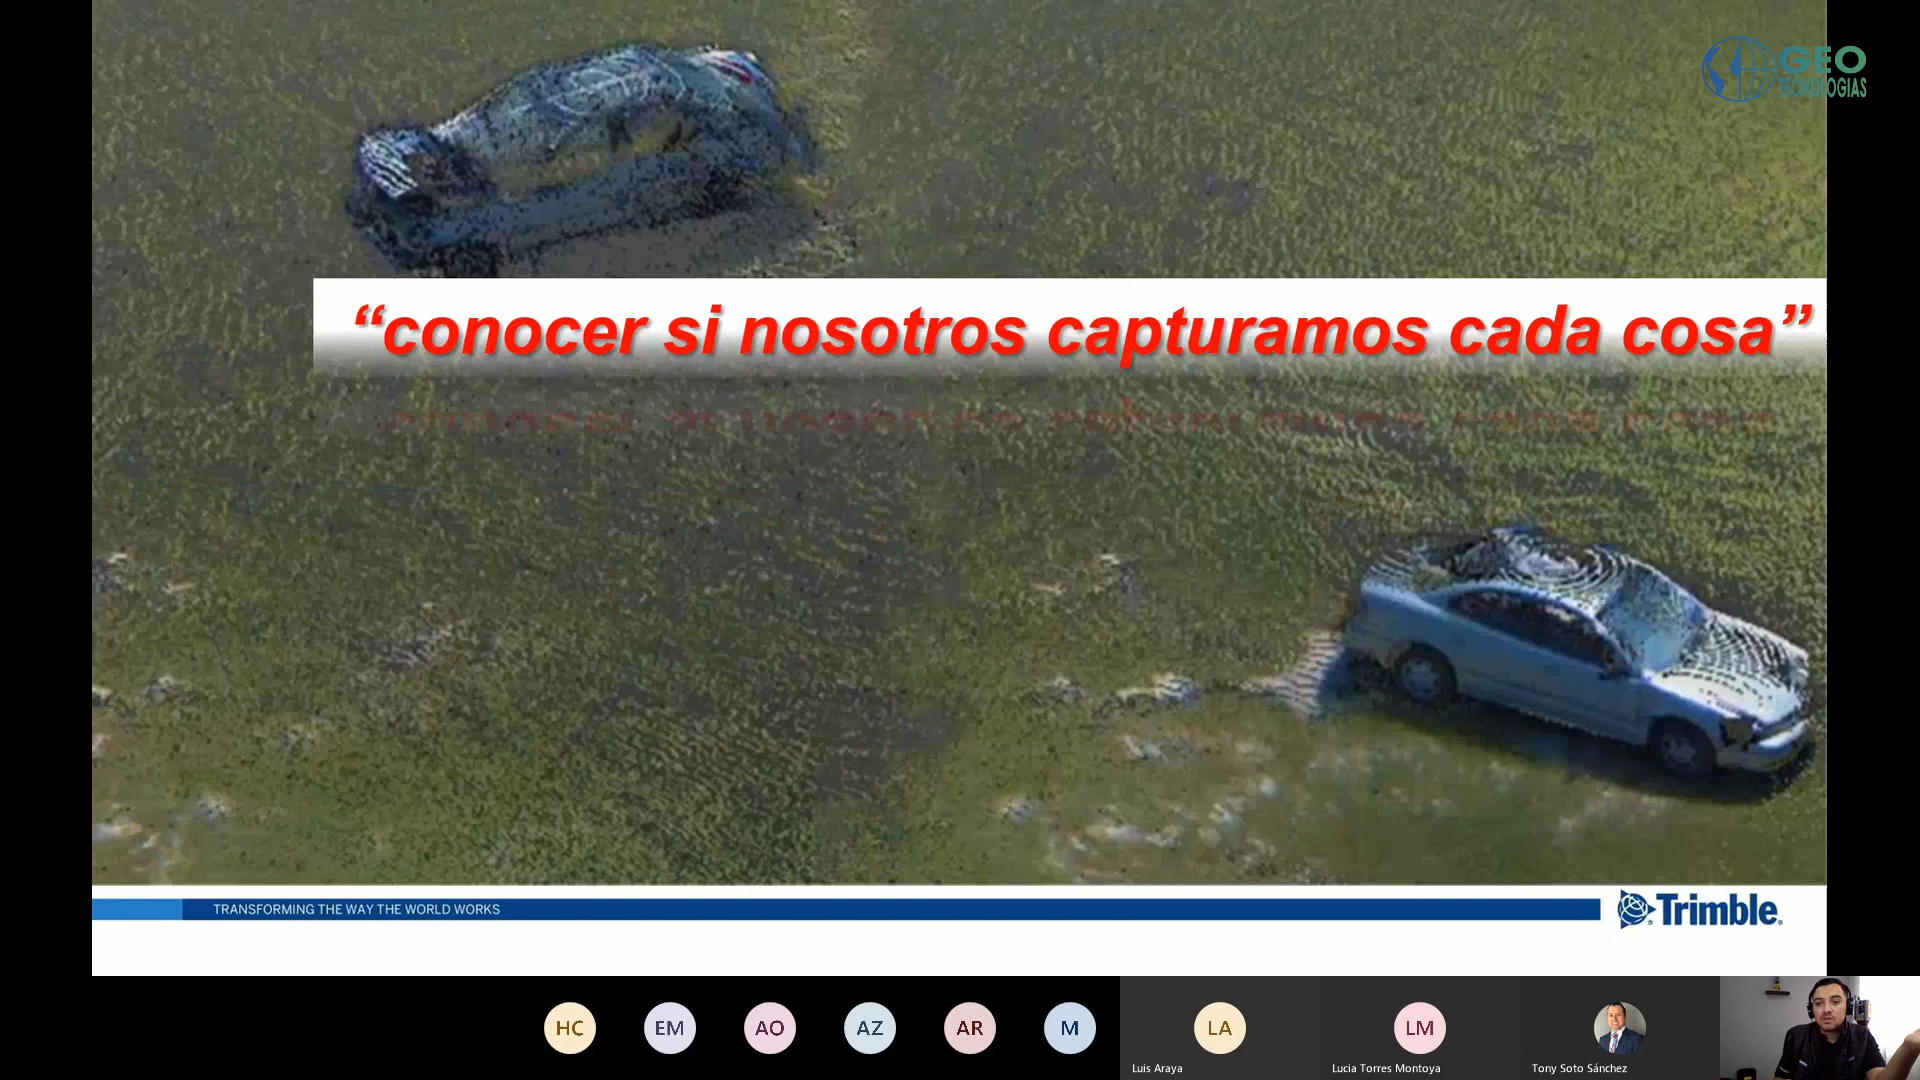 GEO
TECNOLOGIAS
“conocer si nosotros capturamos cada cosa”
TRANSFORMING THE WAY THE WORLD WORKS
Trimble
HC
EM
AO
AZ
AR
M
LA
LM
Luis Araya
Lucia Torres Montoya
Tony Soto Sánchez